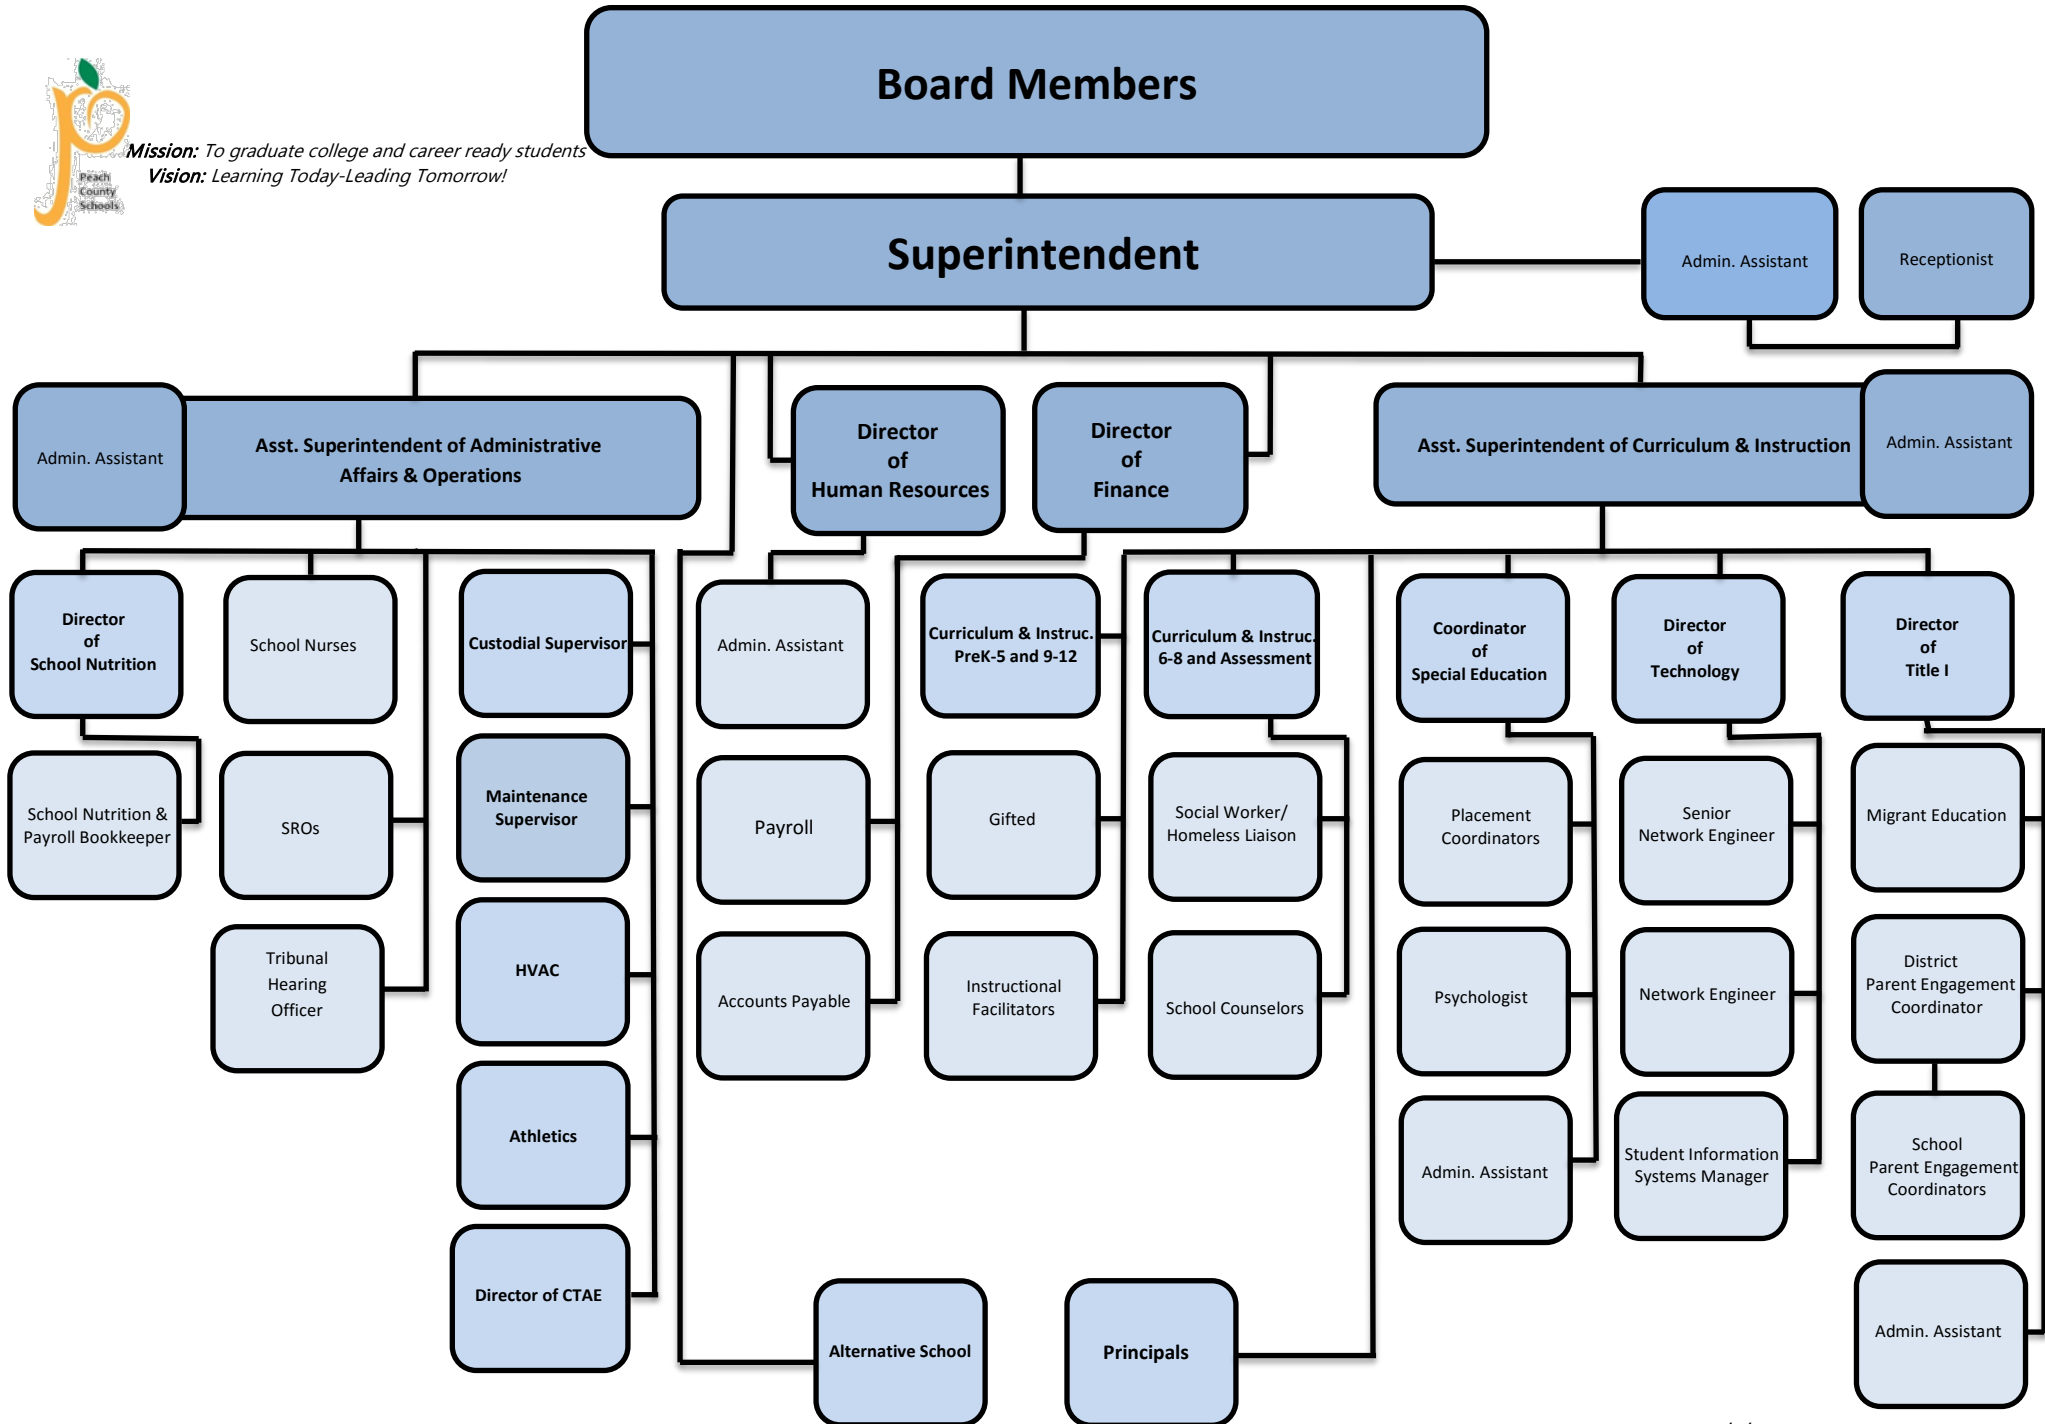 Board Members
Peach
County
Schools
Mission: To graduate college and career ready students
Vision: Learning Today-Leading Tomorrow!
Superintendent
Admin. Assistant
Receptionist
Admin. Assistant
Asst. Superintendent of Administrative
Affairs & Operations
Director
of
Human Resources
Director
of
Finance
Asst. Superintendent of Curriculum & Instruction
Admin. Assistant
Director
of
School Nutrition
School Nurses
Custodial Supervisor
Admin. Assistant
Curriculum & Instruc.
PreK-5 and 9-12
Curriculum & Instruc.
6-8 and Assessment
Coordinator
of
Special Education
Director
of
Technology
Director
of
Title I
School Nutrition &
Payroll Bookkeeper
SROs
Maintenance
Supervisor
Payroll
Gifted
Social Worker/
Homeless Liaison
Placement
Coordinators
Senior
Network Engineer
Migrant Education
Tribunal
Hearing
Officer
HVAC
Accounts Payable
Instructional
Facilitators
School Counselors
Psychologist
Network Engineer
District
Parent Engagement
Coordinator
Athletics
Admin. Assistant
Student Information
Systems Manager
School
Parent Engagement
Coordinators
Director of CTAE
Alternative School
Principals
Admin. Assistant